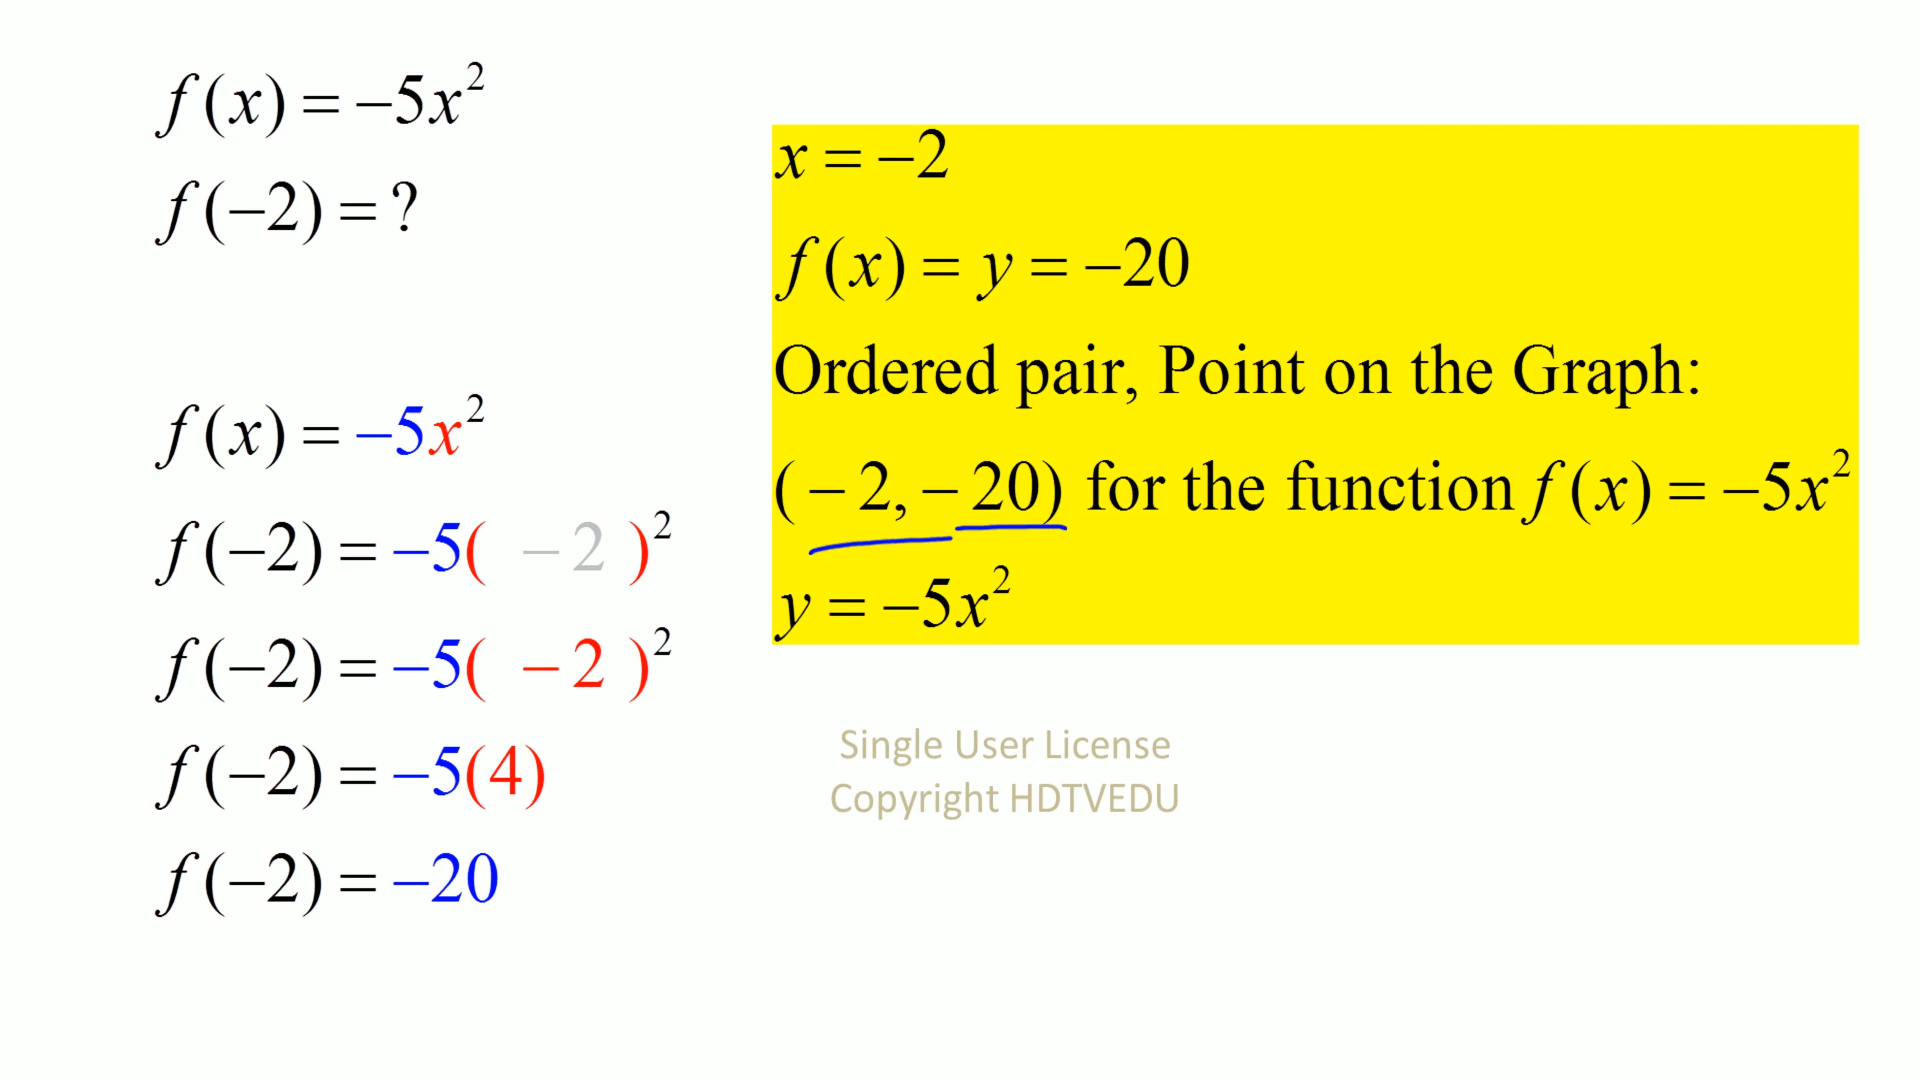 f(x) = −5x²
f(−2) = ?
f(x) = −5x²
f(−2) = −5( −2 )²
f(−2) = −5( −2 )²
f(−2) = −5(4)
f(−2) = −20
x = −2
f(x) = y = −20
Ordered pair, Point on the Graph:
(−2, −20) for the function f(x) = −5x²
y = −5x²
Single User License
Copyright HDTVEDU